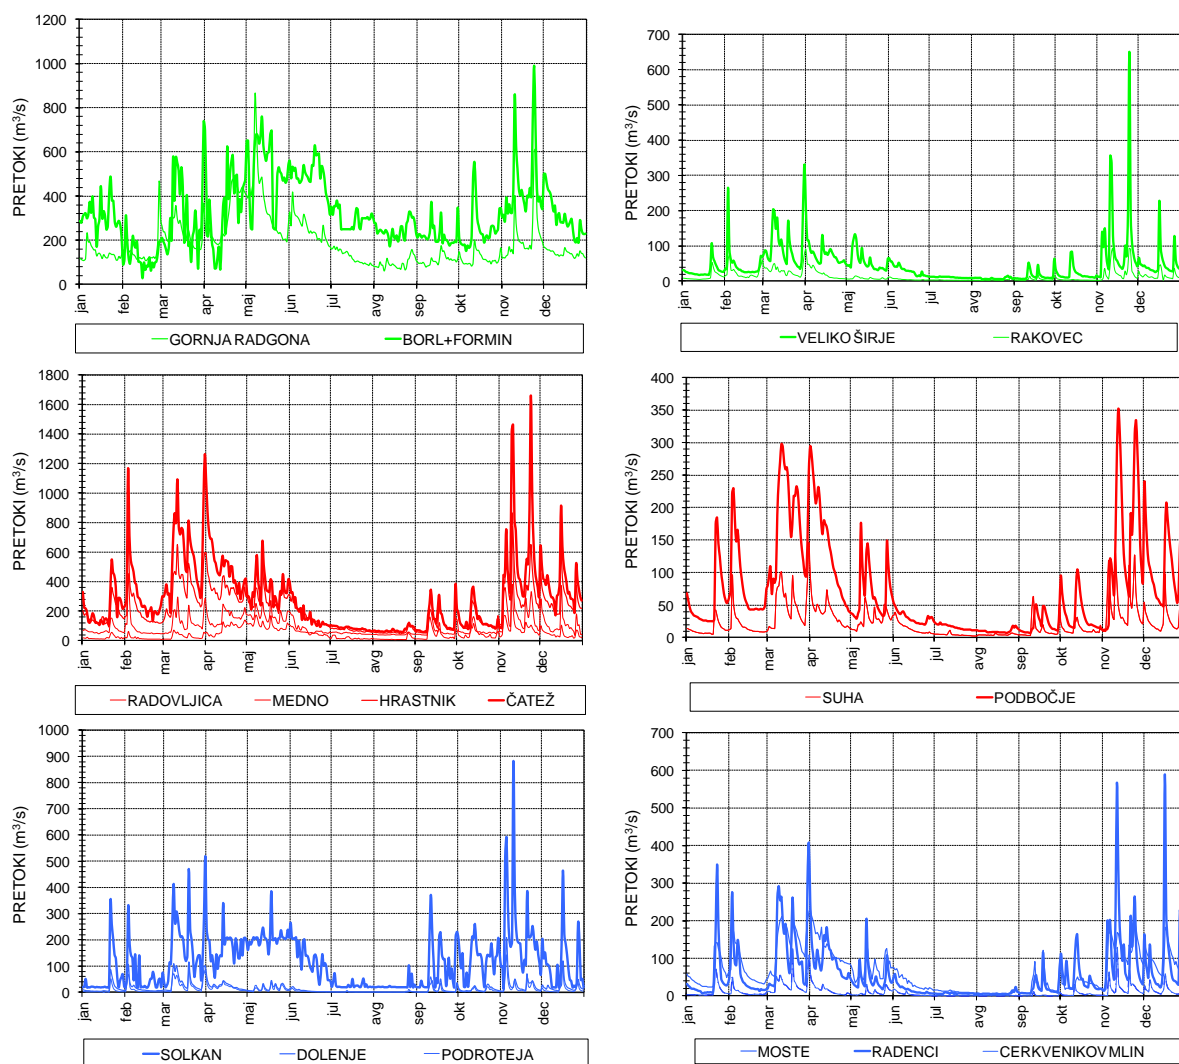 PRETOKI (m³/s)
1200
1000
800
600
400
200
0
jan feb mar apr maj jun jul avg sep okt nov dec
GORNJA RADGONA BORL+FORMIN
PRETOKI (m³/s)
700
600
500
400
300
200
100
0
jan feb mar apr maj jun jul avg sep okt nov dec
VELIKO ŠIRJE RAKOVEC
PRETOKI (m³/s)
1800
1600
1400
1200
1000
800
600
400
200
0
jan feb mar apr maj jun jul avg sep okt nov dec
RADOVLJICA MEDNO HRASTNIK ČATEŽ
PRETOKI (m³/s)
400
350
300
250
200
150
100
50
0
jan feb mar apr maj jun jul avg sep okt nov dec
SUHA PODBOČJE
PRETOKI (m³/s)
1000
900
800
700
600
500
400
300
200
100
0
jan feb mar apr maj jun jul avg sep okt nov dec
SOLKAN DOLENJE PODROTEJA
PRETOKI (m³/s)
700
600
500
400
300
200
100
0
jan feb mar apr maj jun jul avg sep okt nov dec
MOSTE RADENCI CERKVENIKOV MLIN